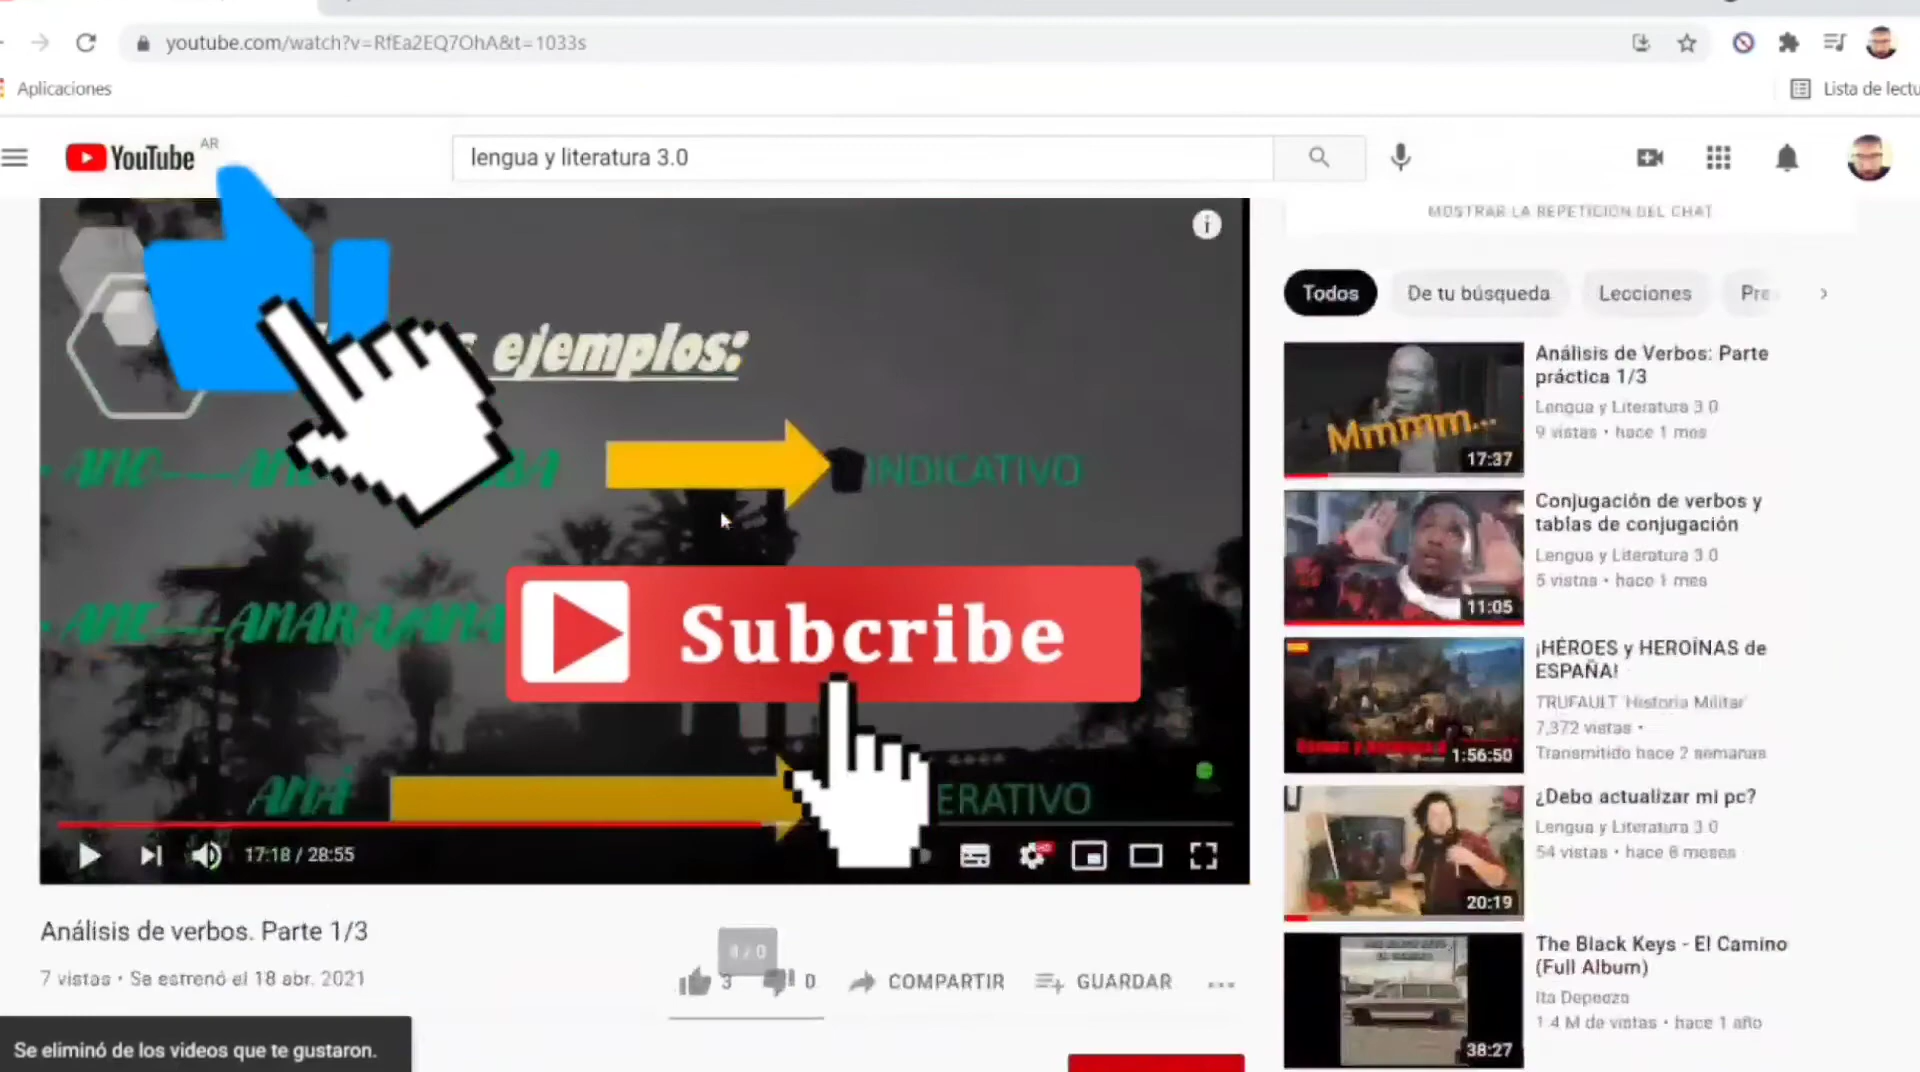 youtube.com/watch?v=RfEa2EQ7OhA&t=1033s
Aplicaciones
Lista de lectu
YouTube AR
lengua y literatura 3.0
MOSTRAR LA REPETICIÓN DEL CHAT
Todos
De tu búsqueda
Lecciones
Pre
ejemplos:
INDICATIVO
Subcribe
AMÁ
ERATIVO
17:18 / 28:55
Análisis de verbos. Parte 1/3
7 vistas • Se estrenó el 18 abr. 2021
3
0
COMPARTIR
GUARDAR
Se eliminó de los videos que te gustaron.
Mmmm...
17:37
Análisis de Verbos: Parte
práctica 1/3
Lengua y Literatura 3.0
9 vistas • hace 1 mes
11:05
Conjugación de verbos y
tablas de conjugación
Lengua y Literatura 3.0
5 vistas • hace 1 mes
1:56:50
¡HÉROES y HEROÍNAS de
ESPAÑA!
TRUFAULT "Historia Militar"
7,372 vistas •
Transmitido hace 2 semanas
20:19
¿Debo actualizar mi pc?
Lengua y Literatura 3.0
54 vistas • hace 8 meses
38:27
The Black Keys - El Camino
(Full Album)
1.4 M de vistas • hace 1 año